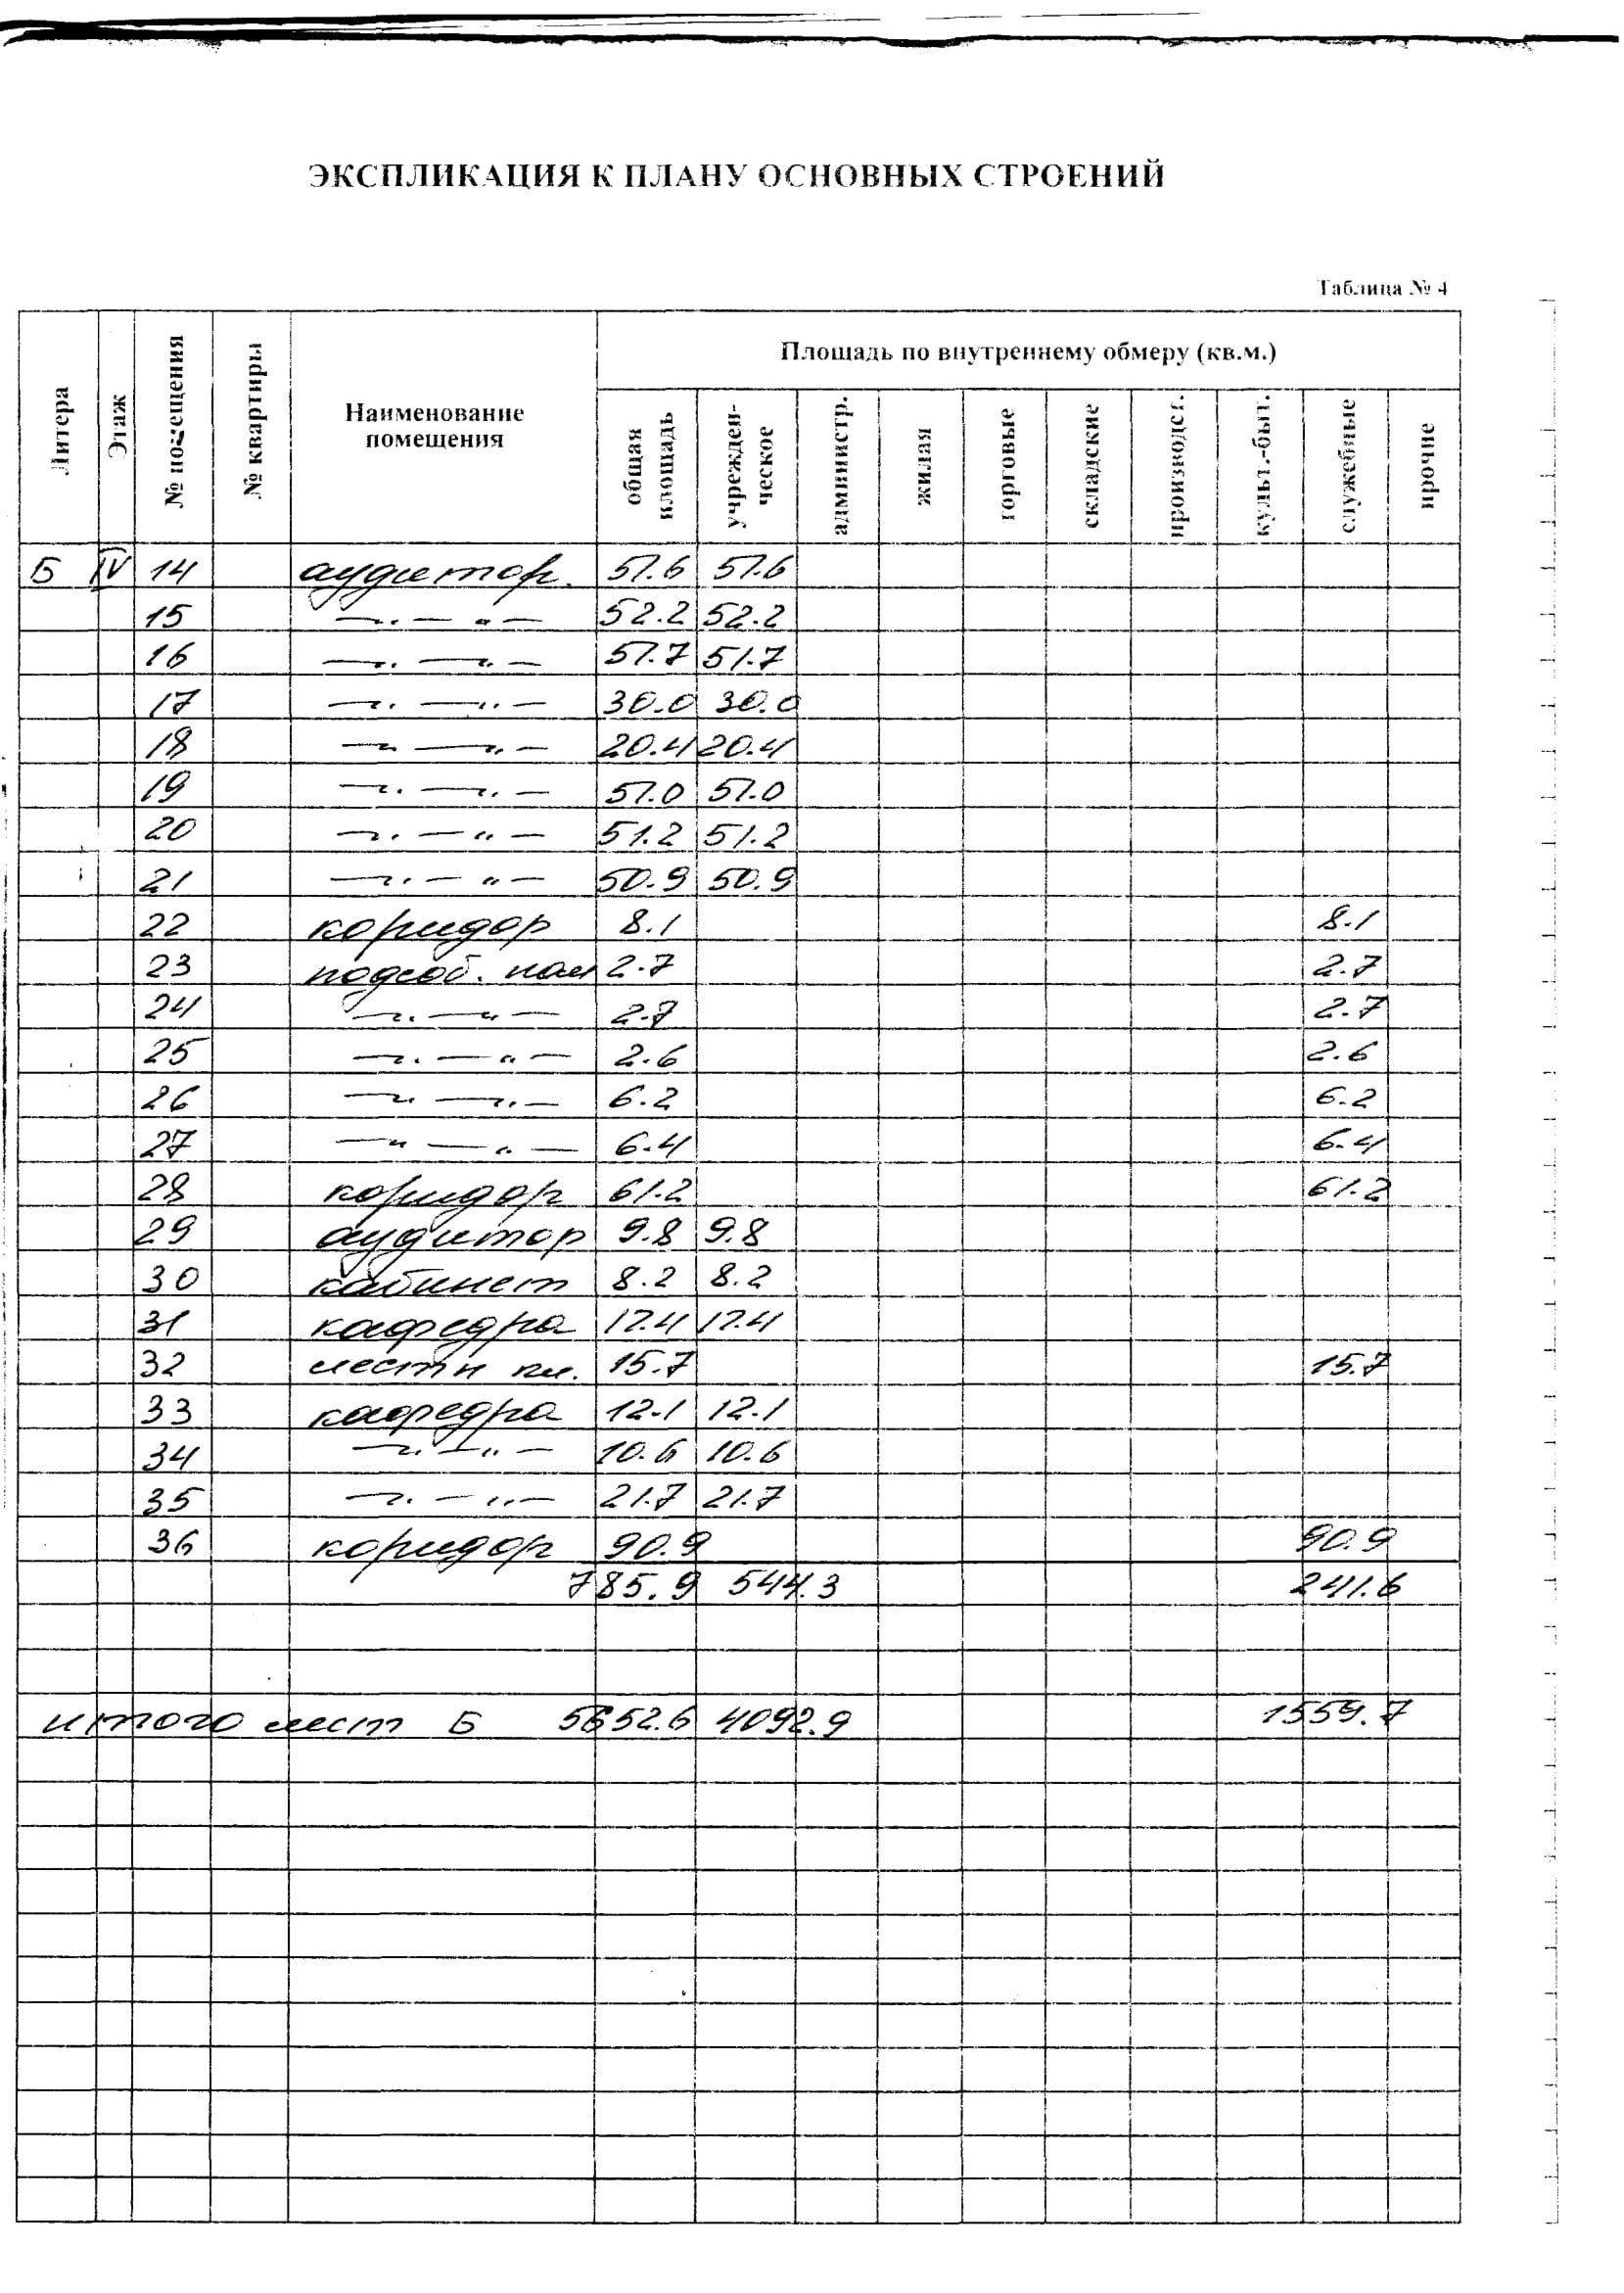 ЭКСПЛИКАЦИЯ К ПЛАНУ ОСНОВНЫХ СТРОЕНИЙ
Таблица № 4
Литера Этаж № помещения № квартиры Наименование помещения Площадь по внутреннему обмеру (кв.м.)
общая площадь учрежден-ческое администр. жилая торговые складские производст. культ.-быт. служебные прочие
Б IV 14 аудитор. 51.6 51.6
15 —„— „ — 52.2 52.2
16 —„— „ — 51.7 51.7
17 —„— „ — 30.0 30.0
18 —„— „ — 20.4 20.4
19 —„— „ — 51.0 51.0
20 —„— „ — 51.2 51.2
21 —„— „ — 50.9 50.9
22 коридор 8.1 8.1
23 подсоб. пом 2.7 2.7
24 —„— „ — 2.7 2.7
25 —„— „ — 2.6 2.6
26 —„— „ — 6.2 6.2
27 —„— „ — 6.4 6.4
28 коридор 61.2 61.2
29 аудитор 9.8 9.8
30 кабинет 8.2 8.2
31 кафедра 17.4 17.4
32 лестн кл. 15.7 15.7
33 кафедра 12.1 12.1
34 —„— „ — 10.6 10.6
35 —„— „ — 21.7 21.7
36 коридор 90.9 90.9
785.9 544.3 241.6
итого лит Б 5652.6 4092.9 1559.7